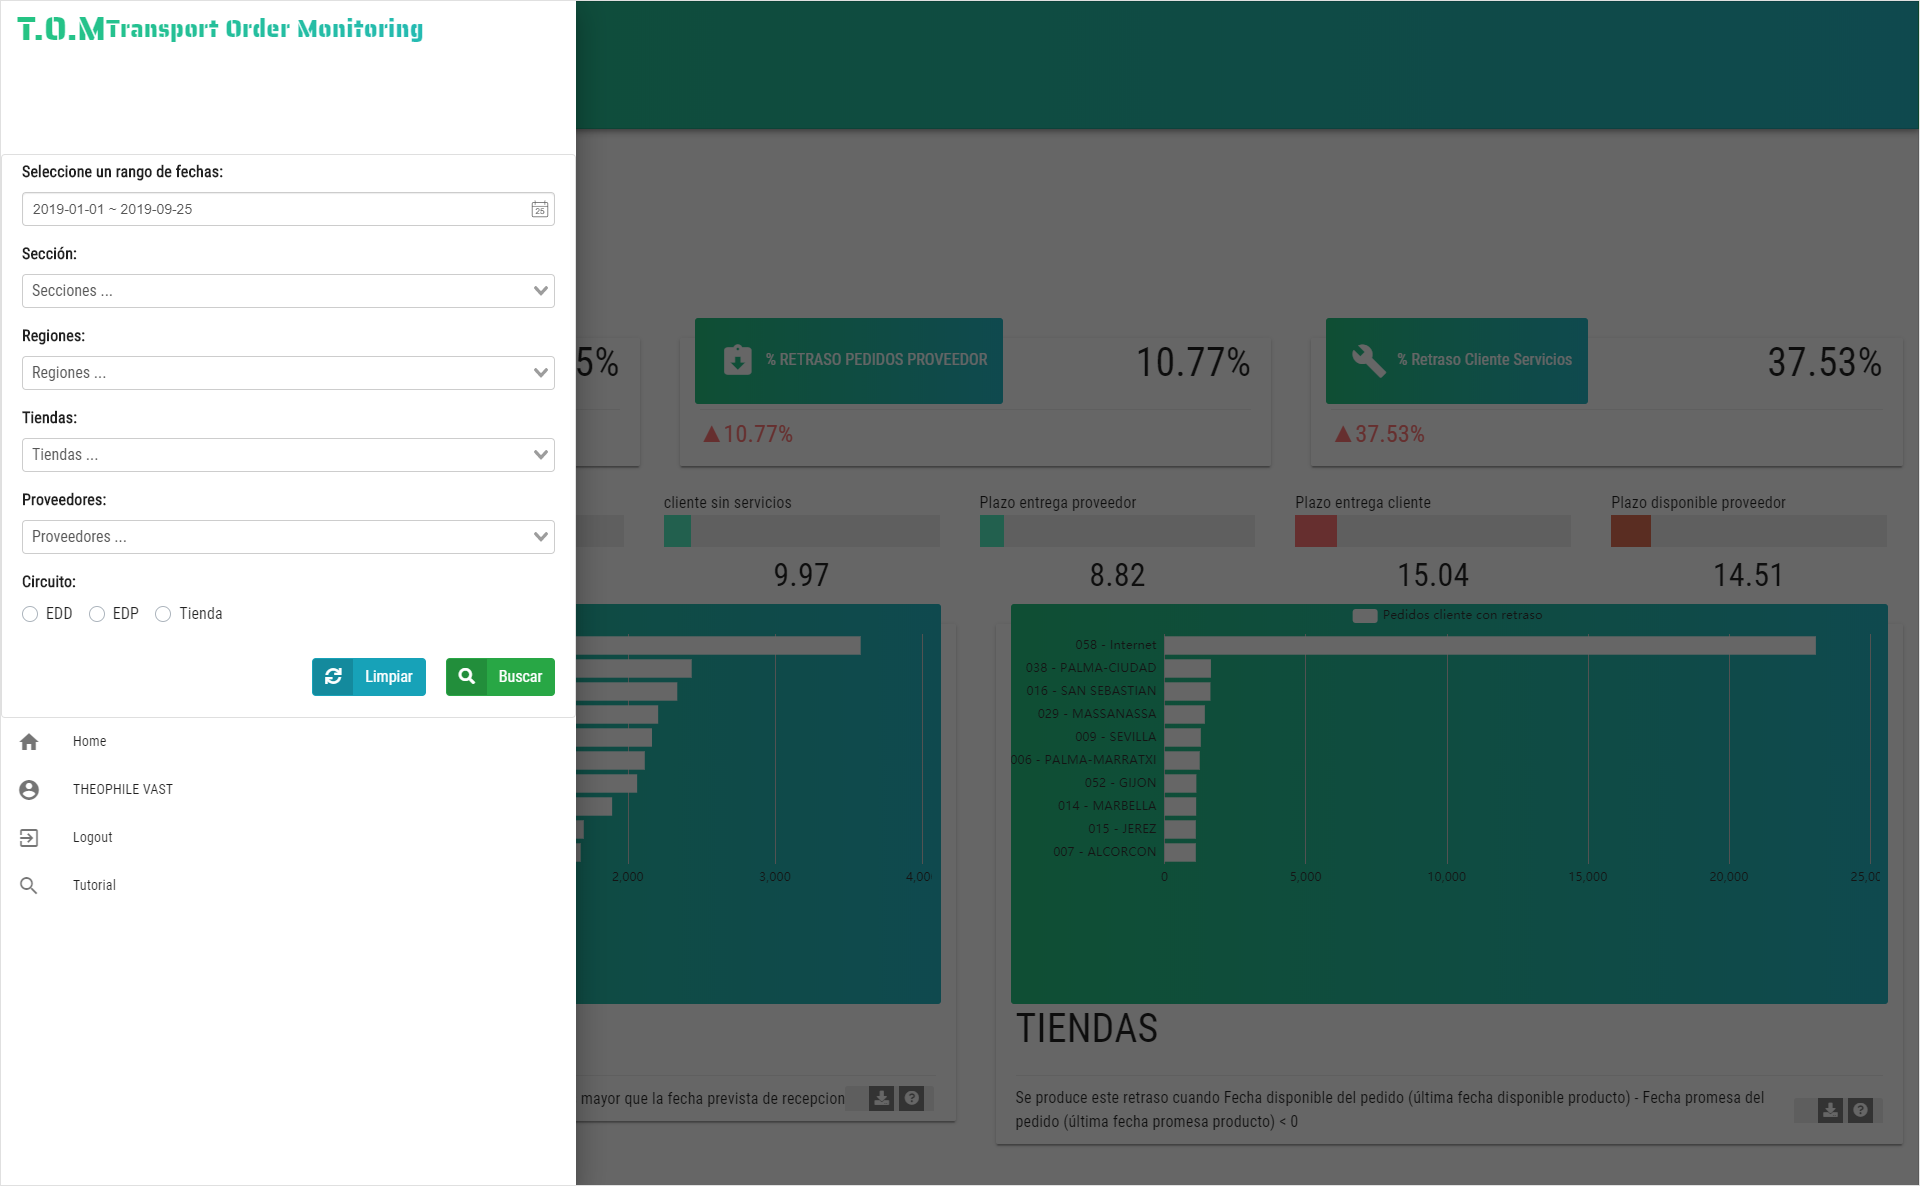 T.O.M Transport Order Monitoring
Seleccione un rango de fechas:
2019-01-01 ~ 2019-09-25
25
Sección:
Secciones ...
Regiones:
Regiones ...
Tiendas:
Tiendas ...
Proveedores:
Proveedores ...
Circuito:
EDD EDP Tienda
Limpiar Buscar
Home
THEOPHILE VAST
Logout
Tutorial
5%
% RETRASO PEDIDOS PROVEEDOR 10.77%
10.77%
% Retraso Cliente Servicios 37.53%
37.53%
cliente sin servicios
9.97
Plazo entrega proveedor
8.82
Plazo entrega cliente
15.04
Plazo disponible proveedor
14.51
2,000 3,000 4,00
mayor que la fecha prevista de recepcion
Pedidos cliente con retraso
058 - Internet
038 - PALMA-CIUDAD
016 - SAN SEBASTIAN
029 - MASSANASSA
009 - SEVILLA
006 - PALMA-MARRATXI
052 - GIJON
014 - MARBELLA
015 - JEREZ
007 - ALCORCON
0 5,000 10,000 15,000 20,000 25,00
TIENDAS
Se produce este retraso cuando Fecha disponible del pedido (última fecha disponible producto) - Fecha promesa del
pedido (última fecha promesa producto) < 0